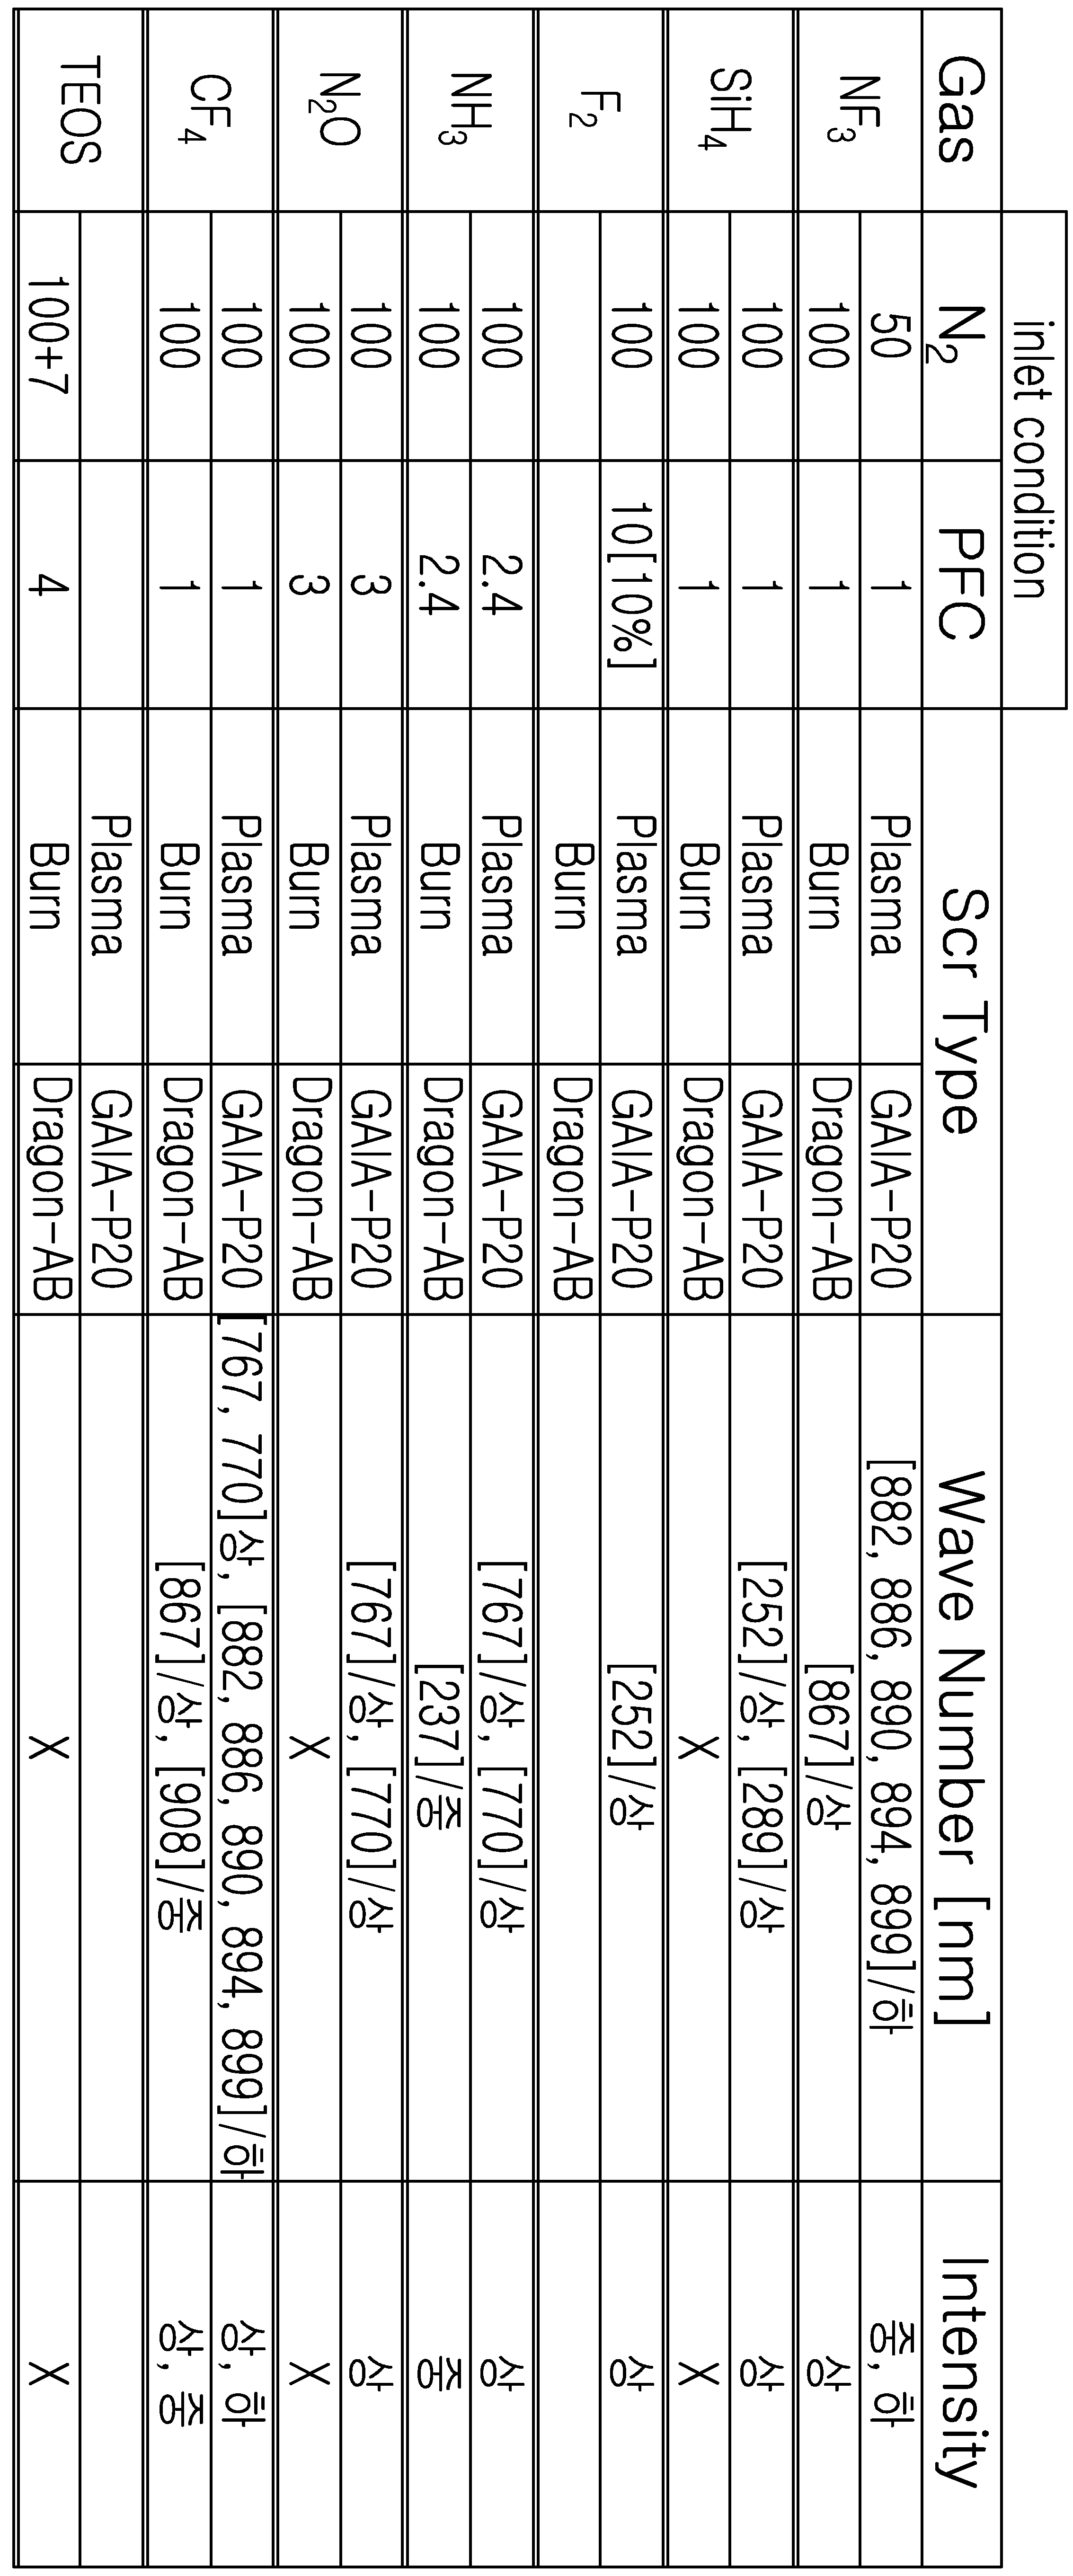 inlet condition
Gas N₂ PFC Scr Type Wave Number [nm] Intensity
NF₃ 50 1 Plasma GAIA-P20 [882, 886, 890, 894, 899]/하 중, 하
100 1 Burn Dragon-AB [867]/상 상
SiH₄ 100 1 Plasma GAIA-P20 [252]/상, [289]/상 상
100 1 Burn Dragon-AB X X
F₂ 100 10[10%] Plasma GAIA-P20 [252]/상 상
Burn Dragon-AB
NH₃ 100 2.4 Plasma GAIA-P20 [767]/상, [770]/상 상
100 2.4 Burn Dragon-AB [237]/중 중
N₂O 100 3 Plasma GAIA-P20 [767]/상, [770]/상 상
100 3 Burn Dragon-AB X X
CF₄ 100 1 Plasma GAIA-P20 [767, 770]상, [882, 886, 890, 894, 899]/하 상, 하
100 1 Burn Dragon-AB [867]/상, [908]/중 상, 중
TEOS Plasma GAIA-P20
100+7 4 Burn Dragon-AB X X